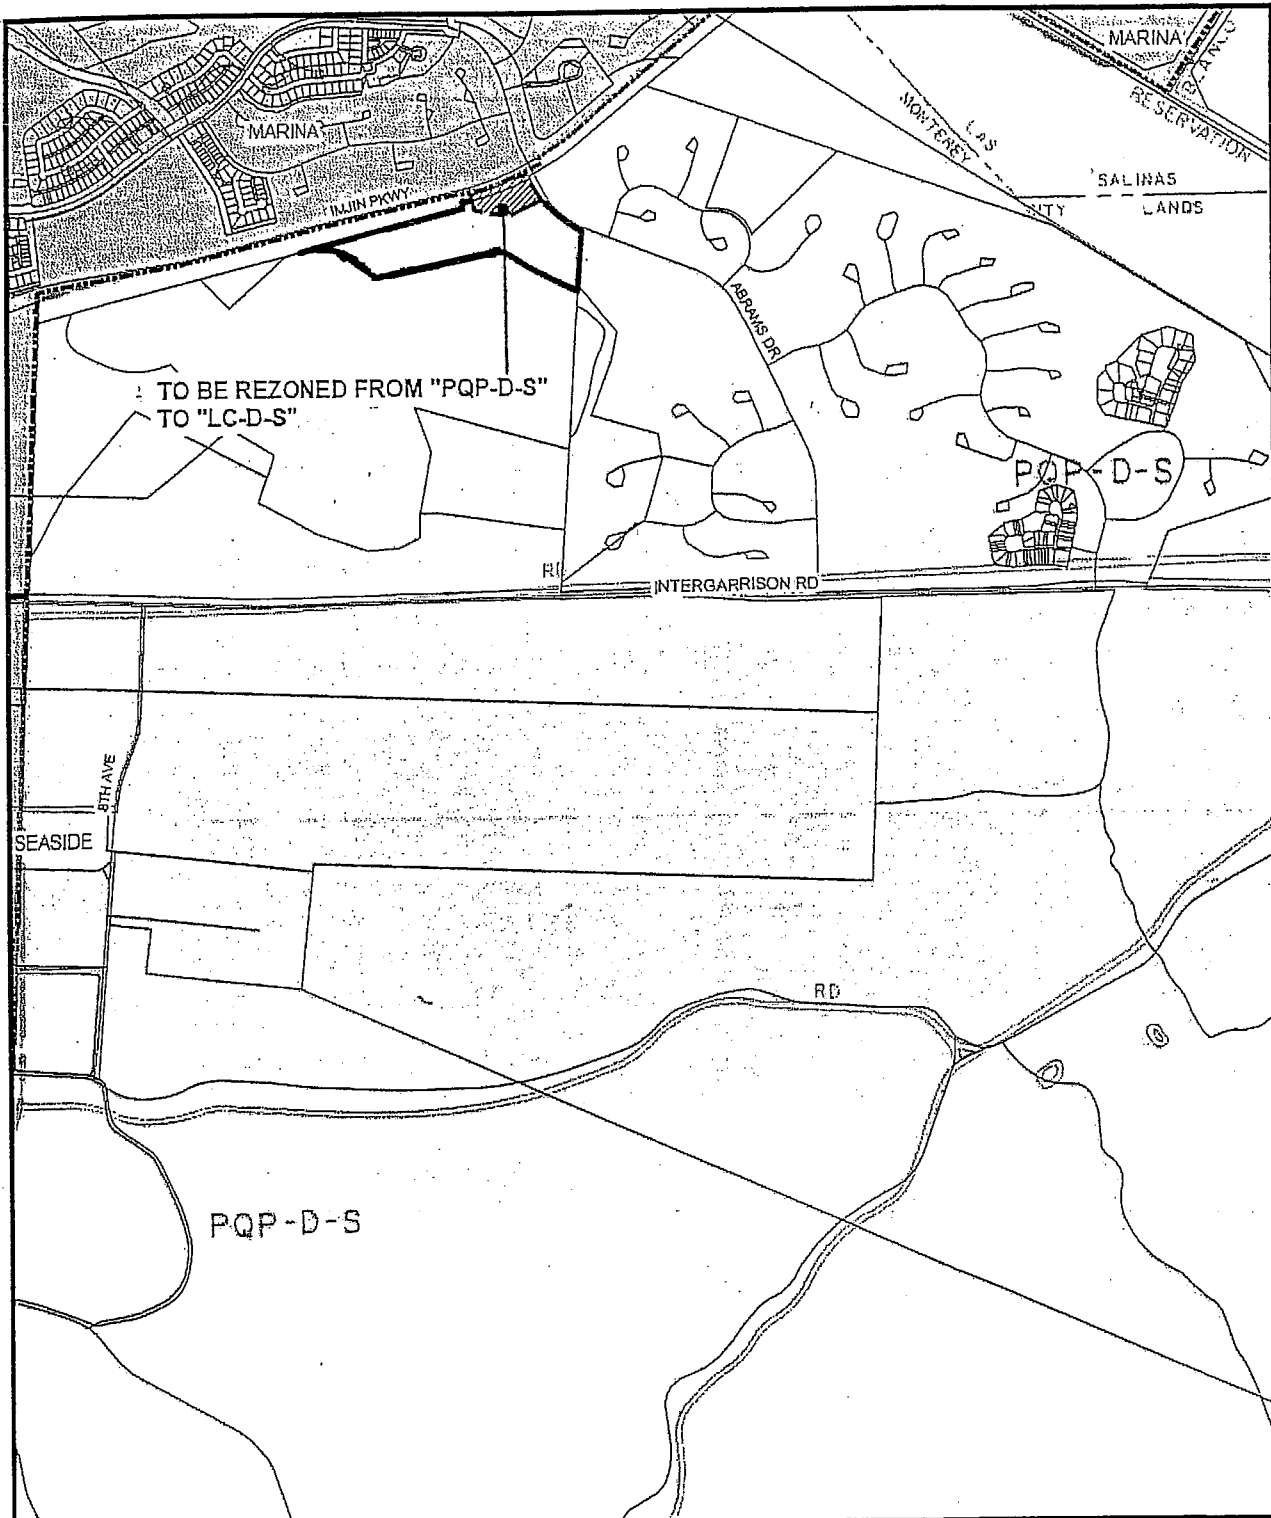 MARINA
BLANCO
RESERVATION
MARINA
LAS
MONTEREY
SALINAS
LANDS
IMJIN PKWY
ABRAMS DR
TO BE REZONED FROM "PQP-D-S"
TO "LC-D-S"
PQP-D-S
RD
INTERGARRISON RD
8TH AVE
SEASIDE
RD
PQP-D-S